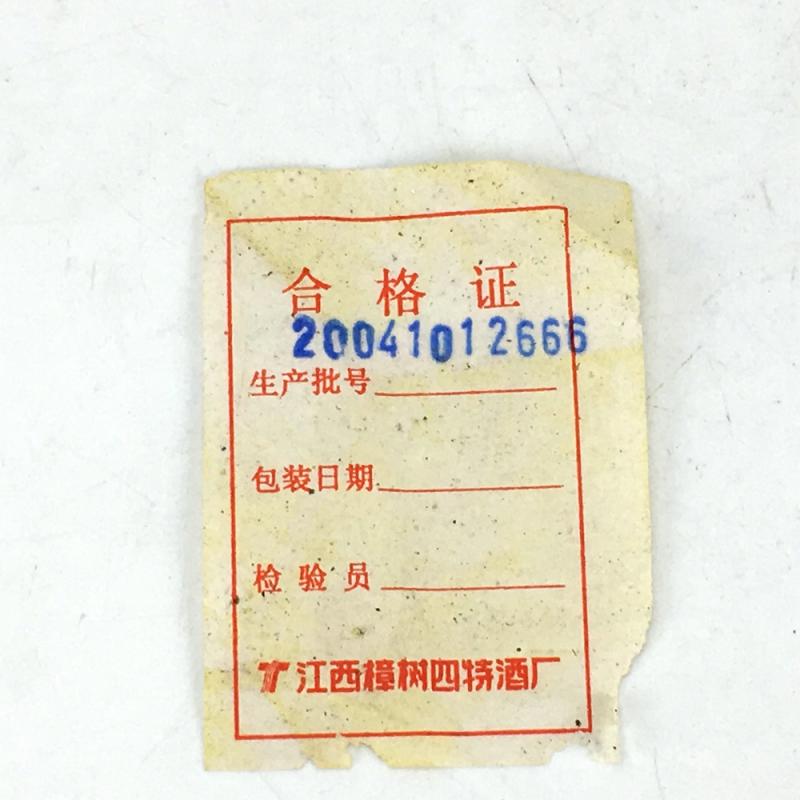 合格证
20041012666
生产批号
包装日期
检验员
江西樟树四特酒厂